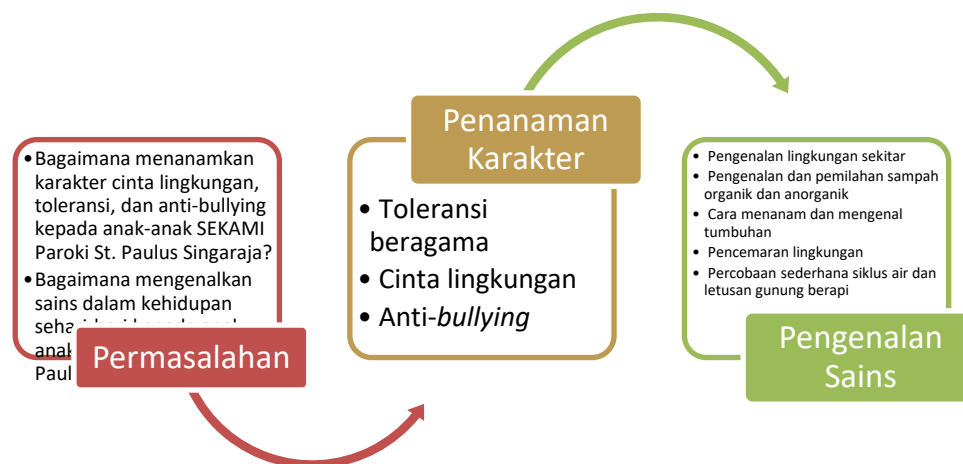 •Bagaimana menanamkan
karakter cinta lingkungan,
toleransi, dan anti-bullying
kepada anak-anak SEKAMI
Paroki St. Paulus Singaraja?
•Bagaimana mengenalkan
sains dalam kehidupan
Permasalahan
Penanaman
Karakter
• Toleransi
beragama
• Cinta lingkungan
• Anti-bullying
• Pengenalan lingkungan sekitar
• Pengenalan dan pemilahan sampah
organik dan anorganik
• Cara menanam dan mengenal
tumbuhan
• Pencemaran lingkungan
• Percobaan sederhana siklus air dan
letusan gunung berapi
Pengenalan
Sains